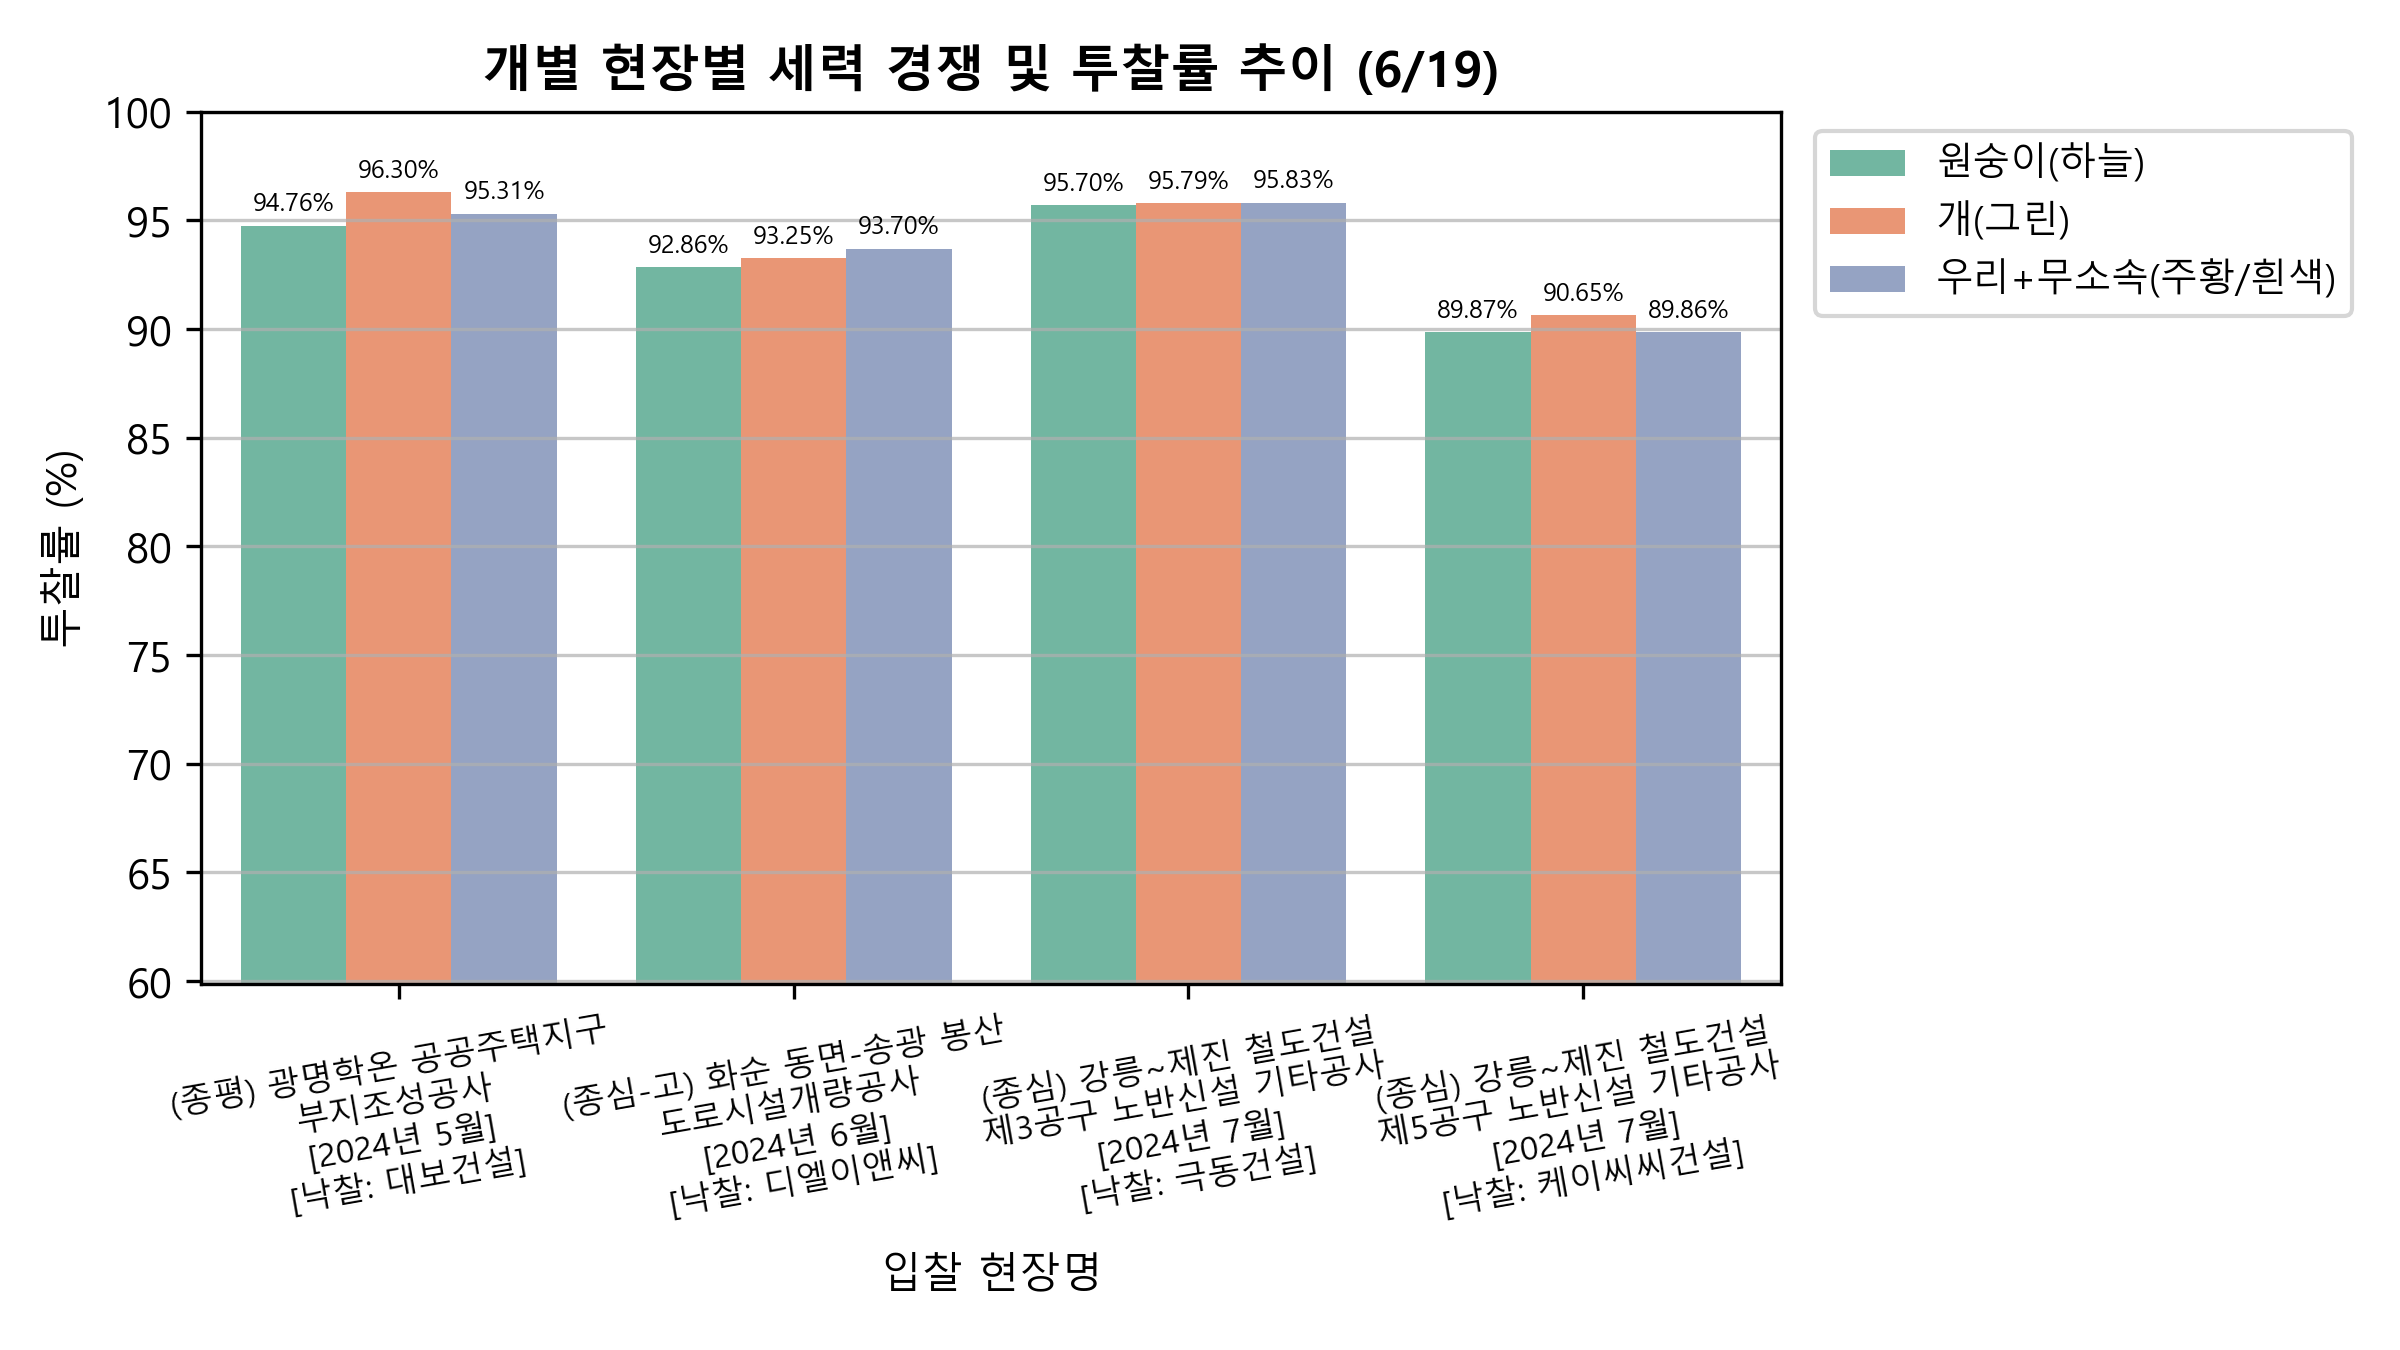 개별 현장별 세력 경쟁 및 투찰률 추이 (6/19)
투찰률 (%)
100
95
90
85
80
75
70
65
60
94.76%
96.30%
95.31%
92.86%
93.25%
93.70%
95.70%
95.79%
95.83%
89.87%
90.65%
89.86%
원숭이(하늘)
개(그린)
우리+무소속(주황/흰색)
(종평) 광명학온 공공주택지구
부지조성공사
[2024년 5월]
[낙찰: 대보건설]
(종심-고) 화순 동면-송광 봉산
도로시설개량공사
[2024년 6월]
[낙찰: 디엘이앤씨]
(종심) 강릉~제진 철도건설
제3공구 노반신설 기타공사
[2024년 7월]
[낙찰: 극동건설]
(종심) 강릉~제진 철도건설
제5공구 노반신설 기타공사
[2024년 7월]
[낙찰: 케이씨씨건설]
입찰 현장명